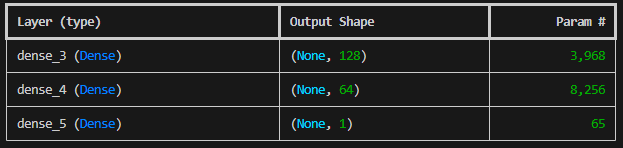 Layer (type) Output Shape Param #
dense_3 (Dense) (None, 128) 3,968
dense_4 (Dense) (None, 64) 8,256
dense_5 (Dense) (None, 1) 65